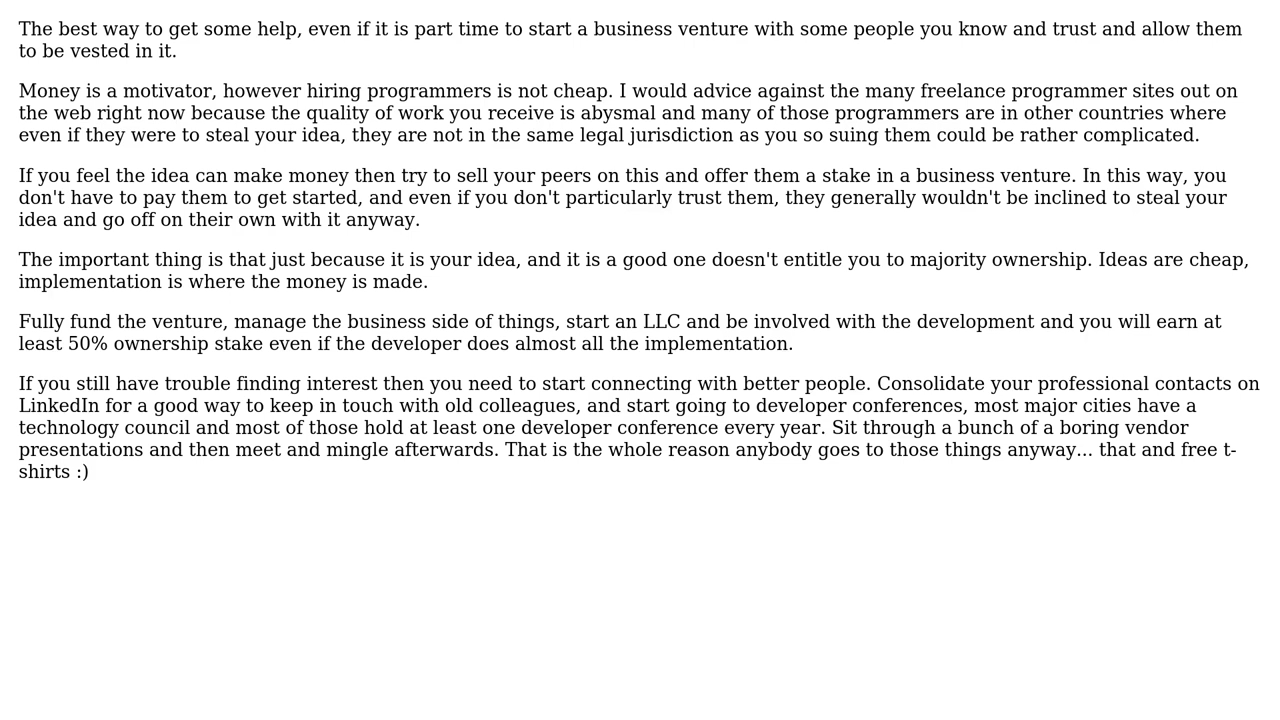 The best way to get some help, even if it is part time to start a business venture with some people you know and trust and allow them
to be vested in it.
Money is a motivator, however hiring programmers is not cheap. I would advice against the many freelance programmer sites out on
the web right now because the quality of work you receive is abysmal and many of those programmers are in other countries where
even if they were to steal your idea, they are not in the same legal jurisdiction as you so suing them could be rather complicated.
If you feel the idea can make money then try to sell your peers on this and offer them a stake in a business venture. In this way, you
don't have to pay them to get started, and even if you don't particularly trust them, they generally wouldn't be inclined to steal your
idea and go off on their own with it anyway.
The important thing is that just because it is your idea, and it is a good one doesn't entitle you to majority ownership. Ideas are cheap,
implementation is where the money is made.
Fully fund the venture, manage the business side of things, start an LLC and be involved with the development and you will earn at
least 50% ownership stake even if the developer does almost all the implementation.
If you still have trouble finding interest then you need to start connecting with better people. Consolidate your professional contacts on
LinkedIn for a good way to keep in touch with old colleagues, and start going to developer conferences, most major cities have a
technology council and most of those hold at least one developer conference every year. Sit through a bunch of a boring vendor
presentations and then meet and mingle afterwards. That is the whole reason anybody goes to those things anyway... that and free t-
shirts :)